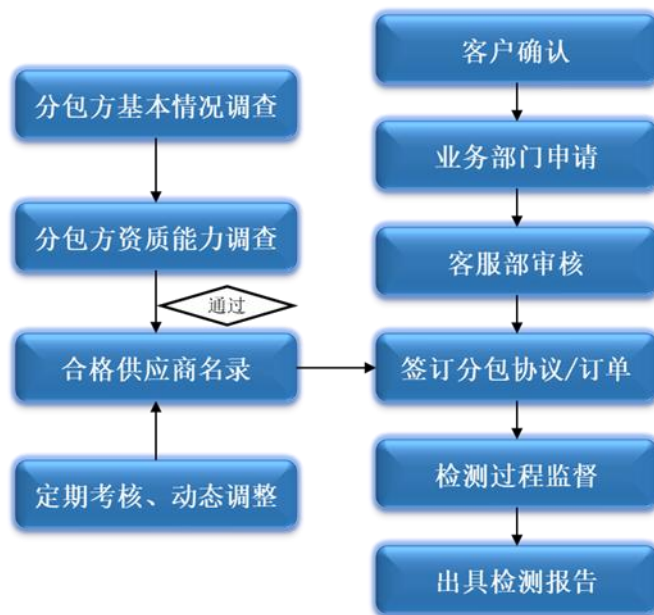 分包方基本情况调查
分包方资质能力调查
通过
合格供应商名录
定期考核、动态调整
客户确认
业务部门申请
客服部审核
签订分包协议/订单
检测过程监督
出具检测报告